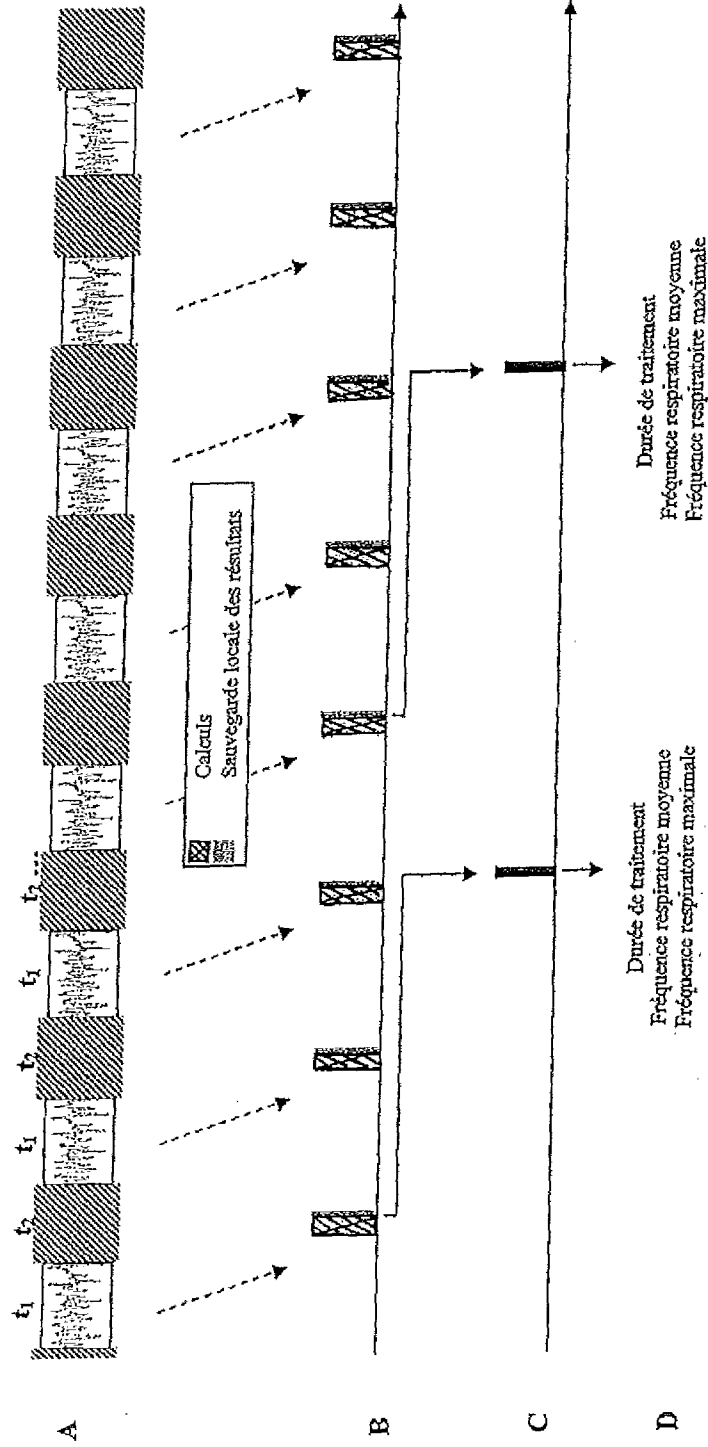 A
t₁
t₂
t₁
t₂
t₁
t₂ ...
Calculs
Sauvegarde locale des résultats
B
C
D
Durée de traitement
Fréquence respiratoire moyenne
Fréquence respiratoire maximale
Durée de traitement
Fréquence respiratoire moyenne
Fréquence respiratoire maximale